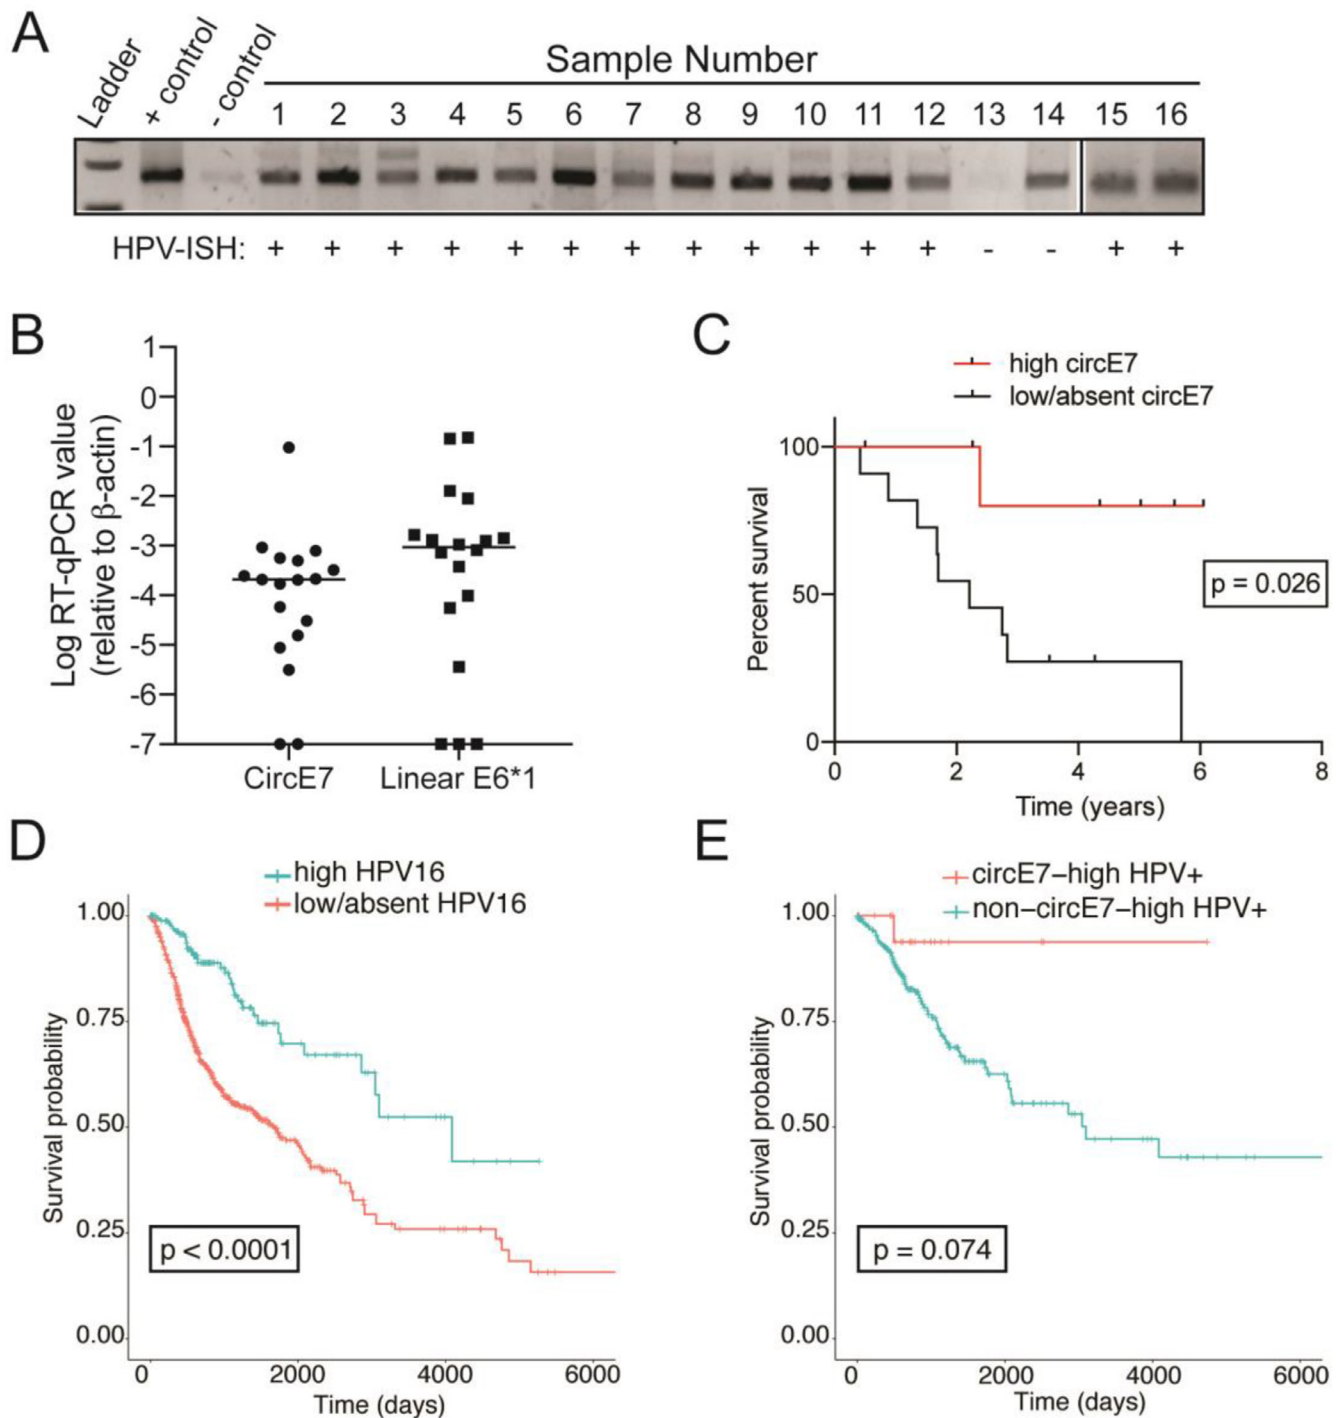 A
Ladder
+ control
- control
Sample Number
1 2 3 4 5 6 7 8 9 10 11 12 13 14 15 16
HPV-ISH: + + + + + + + + + + + + - - + +
B
Log RT-qPCR value
(relative to β-actin)
1
0
-1
-2
-3
-4
-5
-6
-7
CircE7 Linear E6*1
C
high circE7
low/absent circE7
Percent survival
100
50
0
p = 0.026
0 2 4 6 8
Time (years)
D
high HPV16
low/absent HPV16
Survival probability
1.00
0.75
0.50
0.25
0.00
p < 0.0001
0 2000 4000 6000
Time (days)
E
circE7-high HPV+
non-circE7-high HPV+
Survival probability
1.00
0.75
0.50
0.25
0.00
p = 0.074
0 2000 4000 6000
Time (days)